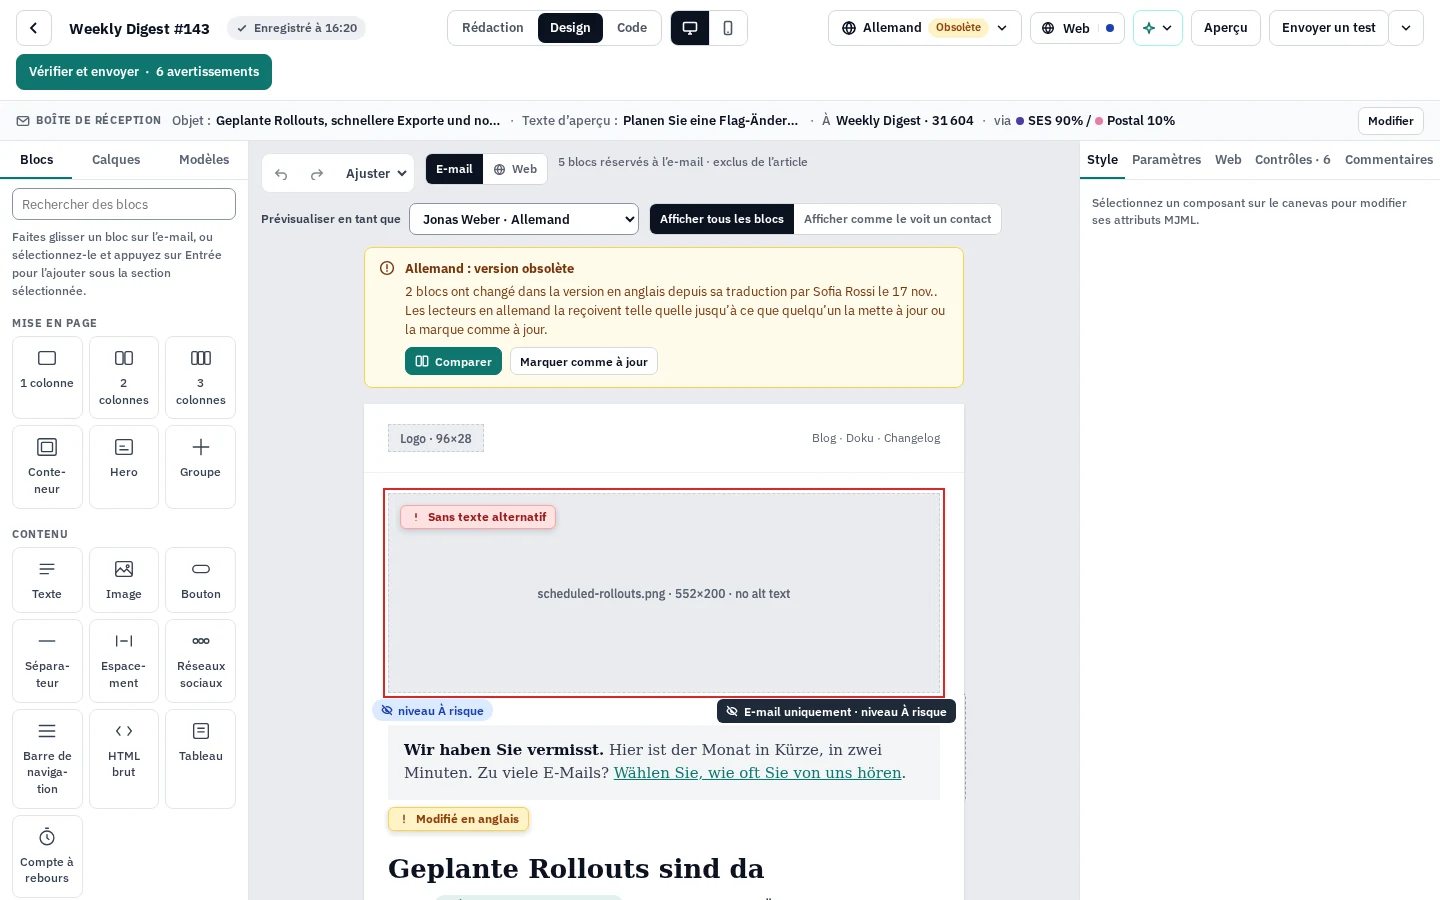 Weekly Digest #143
Enregistré à 16:20
Rédaction
Design
Code
Allemand
Obsolète
Web
Aperçu
Envoyer un test
Vérifier et envoyer · 6 avertissements
BOÎTE DE RÉCEPTION
Objet : Geplante Rollouts, schnellere Exporte und no…
· Texte d’aperçu : Planen Sie eine Flag-Änder…
· À Weekly Digest · 31 604
· via SES 90% / Postal 10%
Modifier
Blocs
Calques
Modèles
Rechercher des blocs
Faites glisser un bloc sur l’e-mail, ou
sélectionnez-le et appuyez sur Entrée
pour l’ajouter sous la section
sélectionnée.
MISE EN PAGE
1 colonne
2
colonnes
3
colonnes
Conte-
neur
Hero
Groupe
CONTENU
Texte
Image
Bouton
Sépara-
teur
Espace-
ment
Réseaux
sociaux
Barre de
naviga-
tion
HTML
brut
Tableau
Compte à
rebours
Ajuster
E-mail
Web
5 blocs réservés à l’e-mail · exclus de l’article
Prévisualiser en tant que
Jonas Weber · Allemand
Afficher tous les blocs
Afficher comme le voit un contact
Allemand : version obsolète
2 blocs ont changé dans la version en anglais depuis sa traduction par Sofia Rossi le 17 nov..
Les lecteurs en allemand la reçoivent telle quelle jusqu’à ce que quelqu’un la mette à jour ou
la marque comme à jour.
Comparer
Marquer comme à jour
Logo · 96×28
Blog · Doku · Changelog
! Sans texte alternatif
scheduled-rollouts.png · 552×200 · no alt text
niveau À risque
E-mail uniquement · niveau À risque
Wir haben Sie vermisst. Hier ist der Monat in Kürze, in zwei
Minuten. Zu viele E-Mails? Wählen Sie, wie oft Sie von uns hören.
! Modifié en anglais
Geplante Rollouts sind da
Style
Paramètres
Web
Contrôles · 6
Commentaires
Sélectionnez un composant sur le canevas pour modifier
ses attributs MJML.